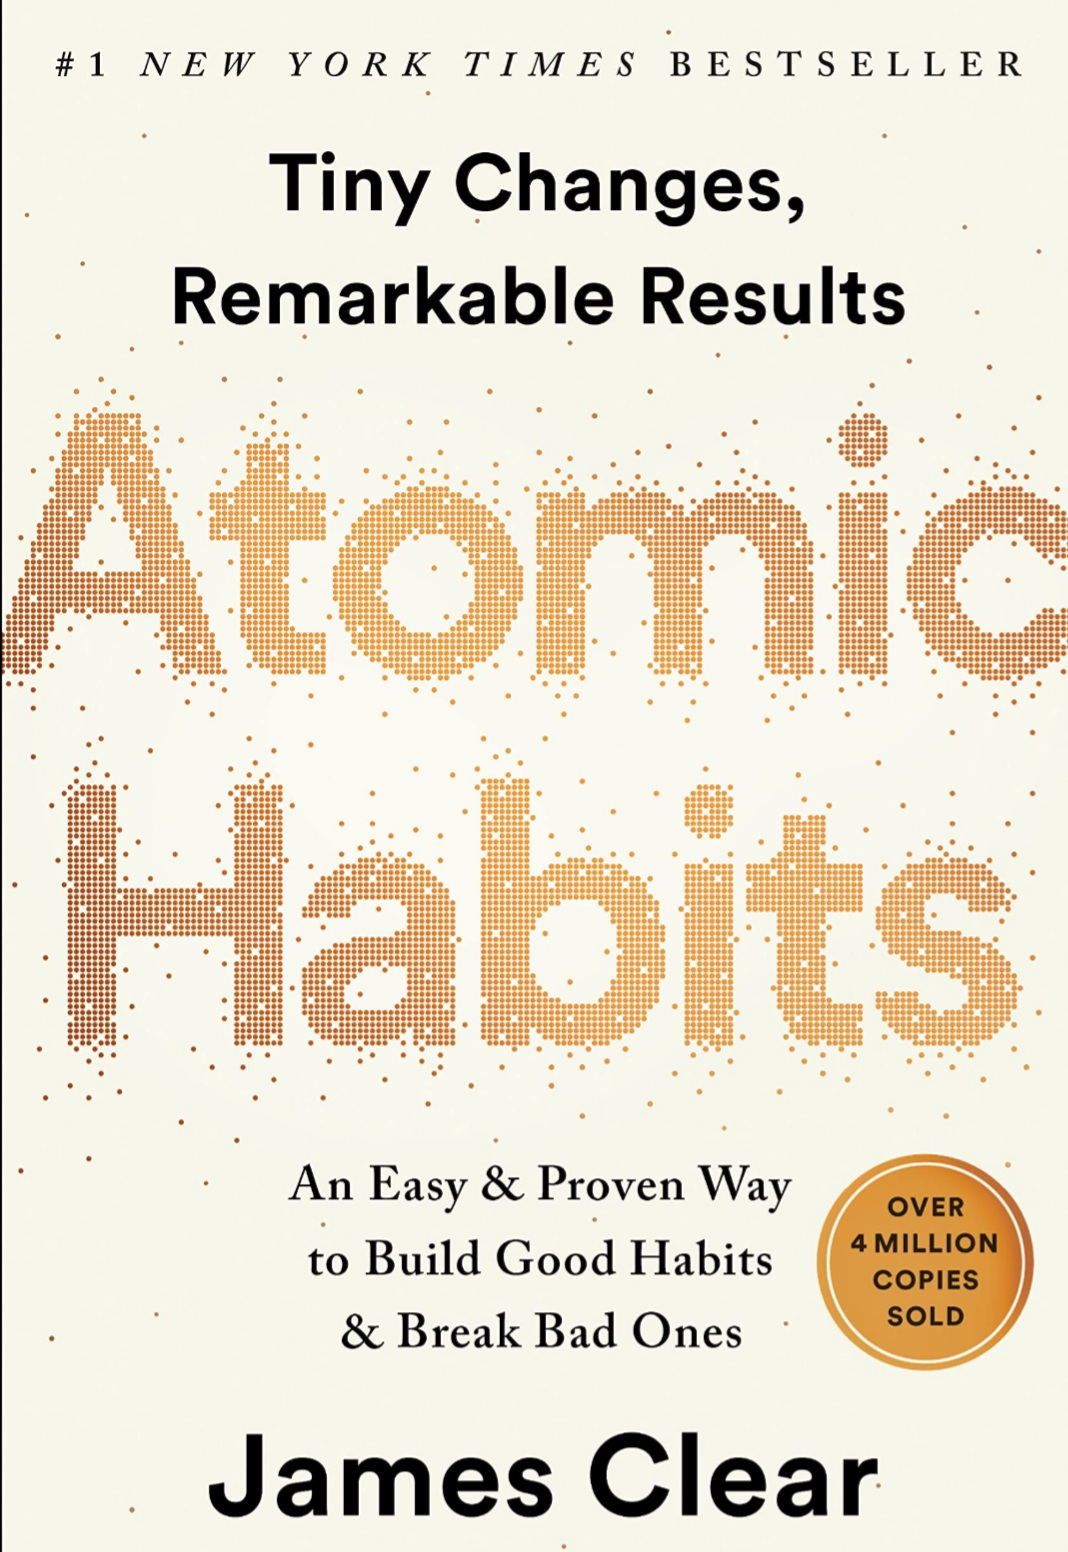 #1 NEW YORK TIMES BESTSELLER
Tiny Changes,
Remarkable Results
Atomic
Habits
An Easy & Proven Way
to Build Good Habits
& Break Bad Ones
OVER
4 MILLION
COPIES
SOLD
James Clear